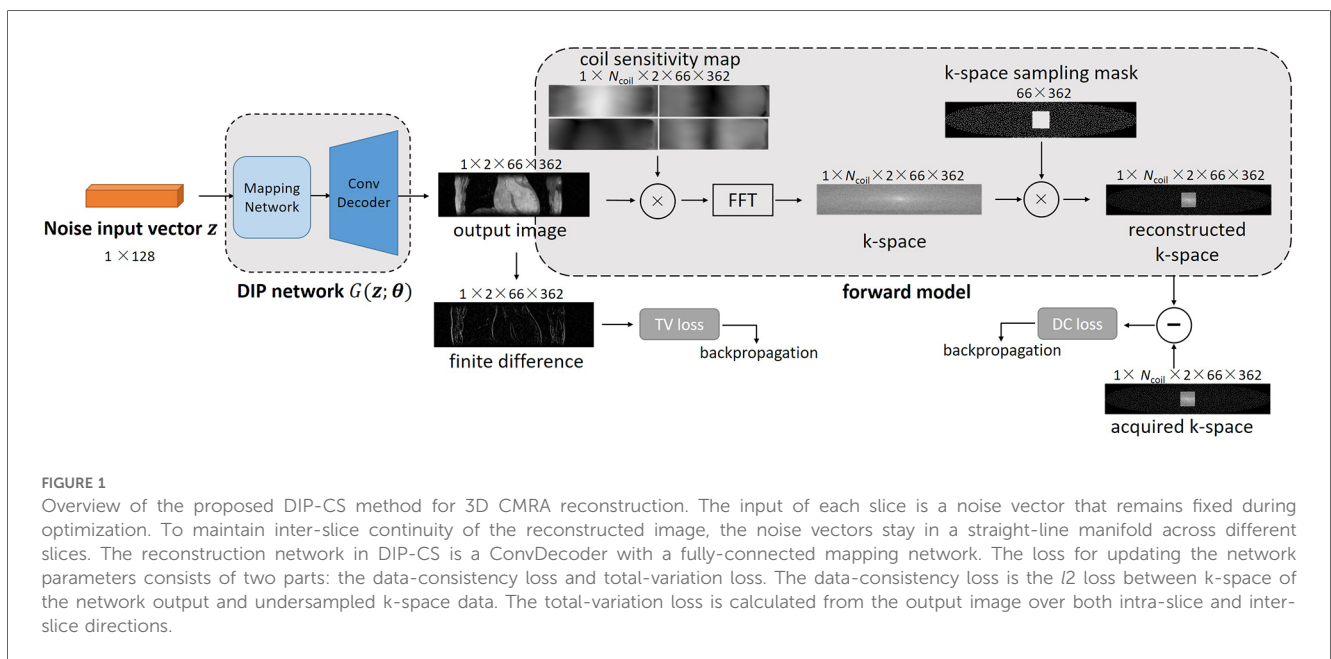 coil sensitivity map
1 × N_coil × 2 × 66 × 362
k-space sampling mask
66 × 362
Mapping
Network
Conv
Decoder
Noise input vector z
1 × 128
DIP network G(z; θ)
1 × 2 × 66 × 362
output image
×
FFT
1 × N_coil × 2 × 66 × 362
k-space
×
1 × N_coil × 2 × 66 × 362
reconstructed
k-space
forward model
1 × 2 × 66 × 362
finite difference
TV loss
backpropagation
DC loss
backpropagation
−
1 × N_coil × 2 × 66 × 362
acquired k-space
FIGURE 1
Overview of the proposed DIP-CS method for 3D CMRA reconstruction. The input of each slice is a noise vector that remains fixed during
optimization. To maintain inter-slice continuity of the reconstructed image, the noise vectors stay in a straight-line manifold across different
slices. The reconstruction network in DIP-CS is a ConvDecoder with a fully-connected mapping network. The loss for updating the network
parameters consists of two parts: the data-consistency loss and total-variation loss. The data-consistency loss is the l2 loss between k-space of
the network output and undersampled k-space data. The total-variation loss is calculated from the output image over both intra-slice and inter-
slice directions.